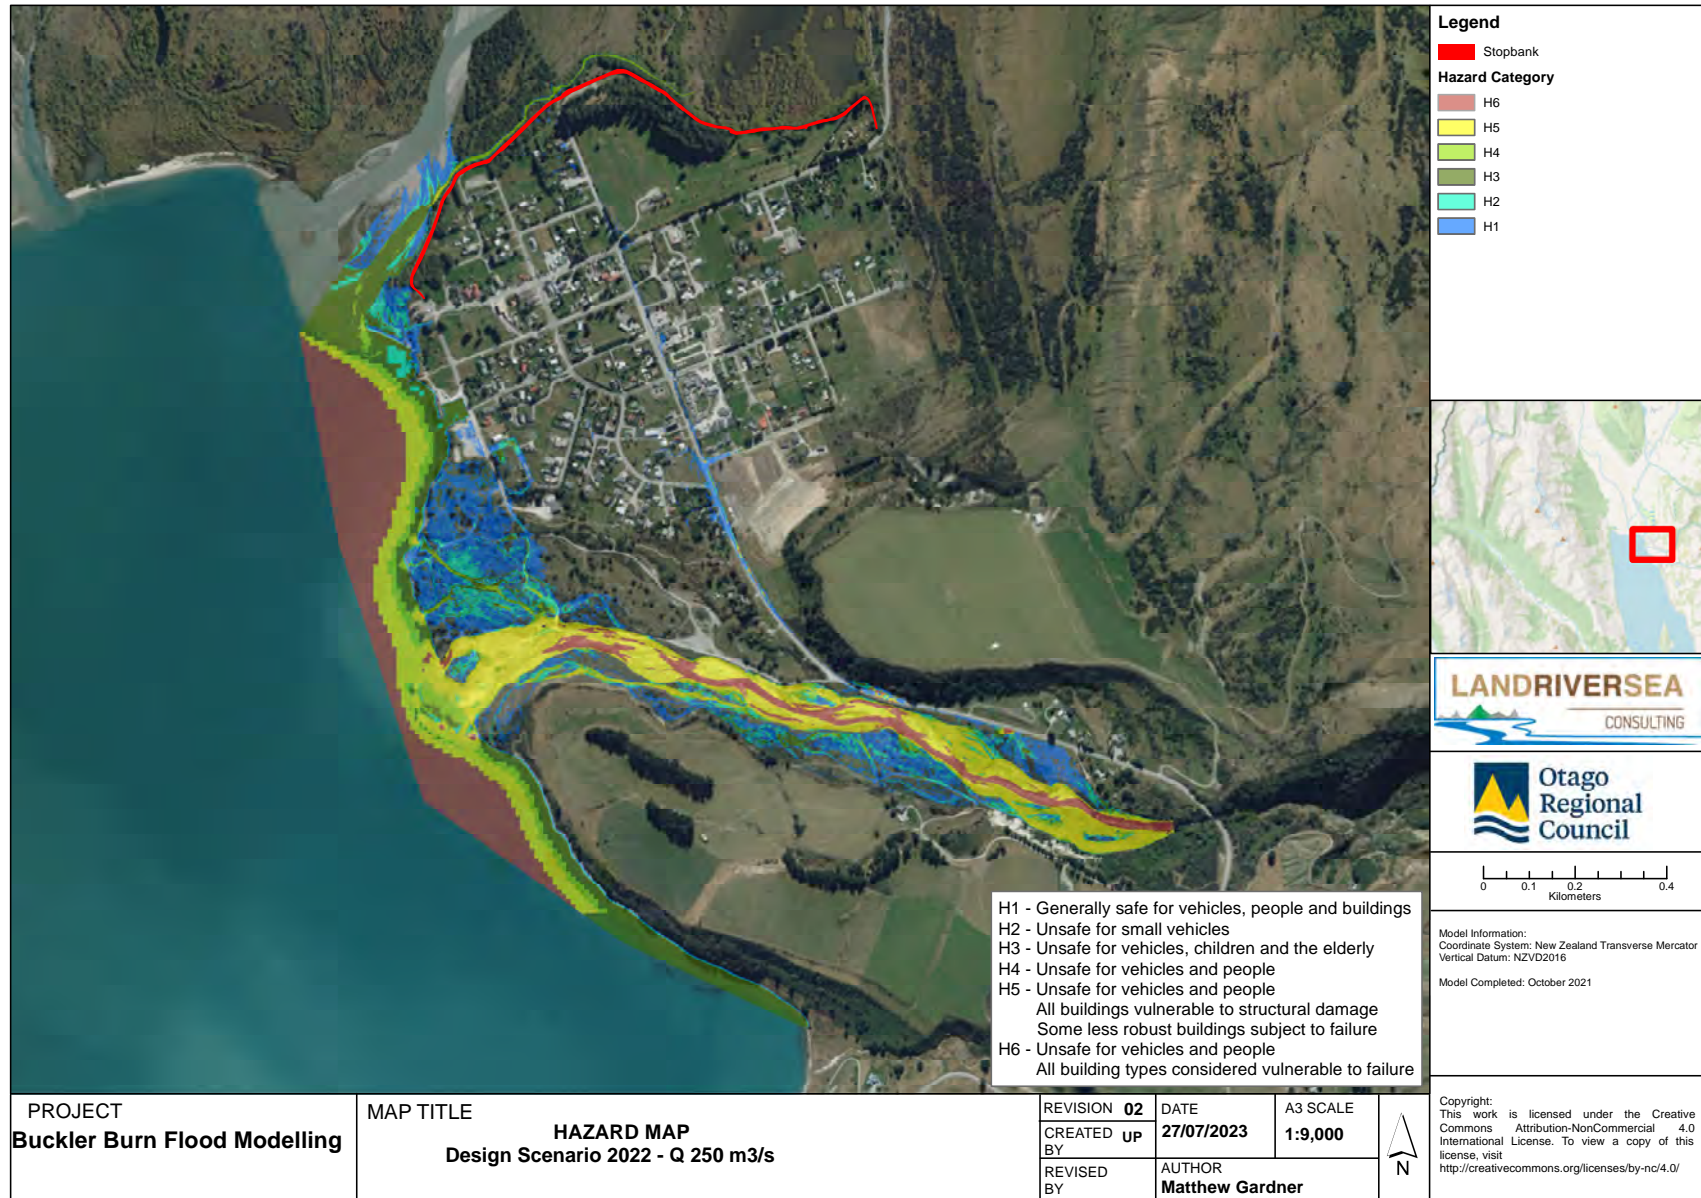 Legend
Stopbank
Hazard Category
H6
H5
H4
H3
H2
H1
LANDRIVERSEA
CONSULTING
Otago
Regional
Council
0 0.1 0.2 0.4
Kilometers
Model Information:
Coordinate System: New Zealand Transverse Mercator
Vertical Datum: NZVD2016
Model Completed: October 2021
Copyright:
This work is licensed under the Creative
Commons Attribution-NonCommercial 4.0
International License. To view a copy of this
license, visit
http://creativecommons.org/licenses/by-nc/4.0/
H1 - Generally safe for vehicles, people and buildings
H2 - Unsafe for small vehicles
H3 - Unsafe for vehicles, children and the elderly
H4 - Unsafe for vehicles and people
H5 - Unsafe for vehicles and people
All buildings vulnerable to structural damage
Some less robust buildings subject to failure
H6 - Unsafe for vehicles and people
All building types considered vulnerable to failure
PROJECT
Buckler Burn Flood Modelling
MAP TITLE
HAZARD MAP
Design Scenario 2022 - Q 250 m3/s
REVISION 02
CREATED BY UP
REVISED BY
DATE
27/07/2023
A3 SCALE
1:9,000
AUTHOR
Matthew Gardner
N